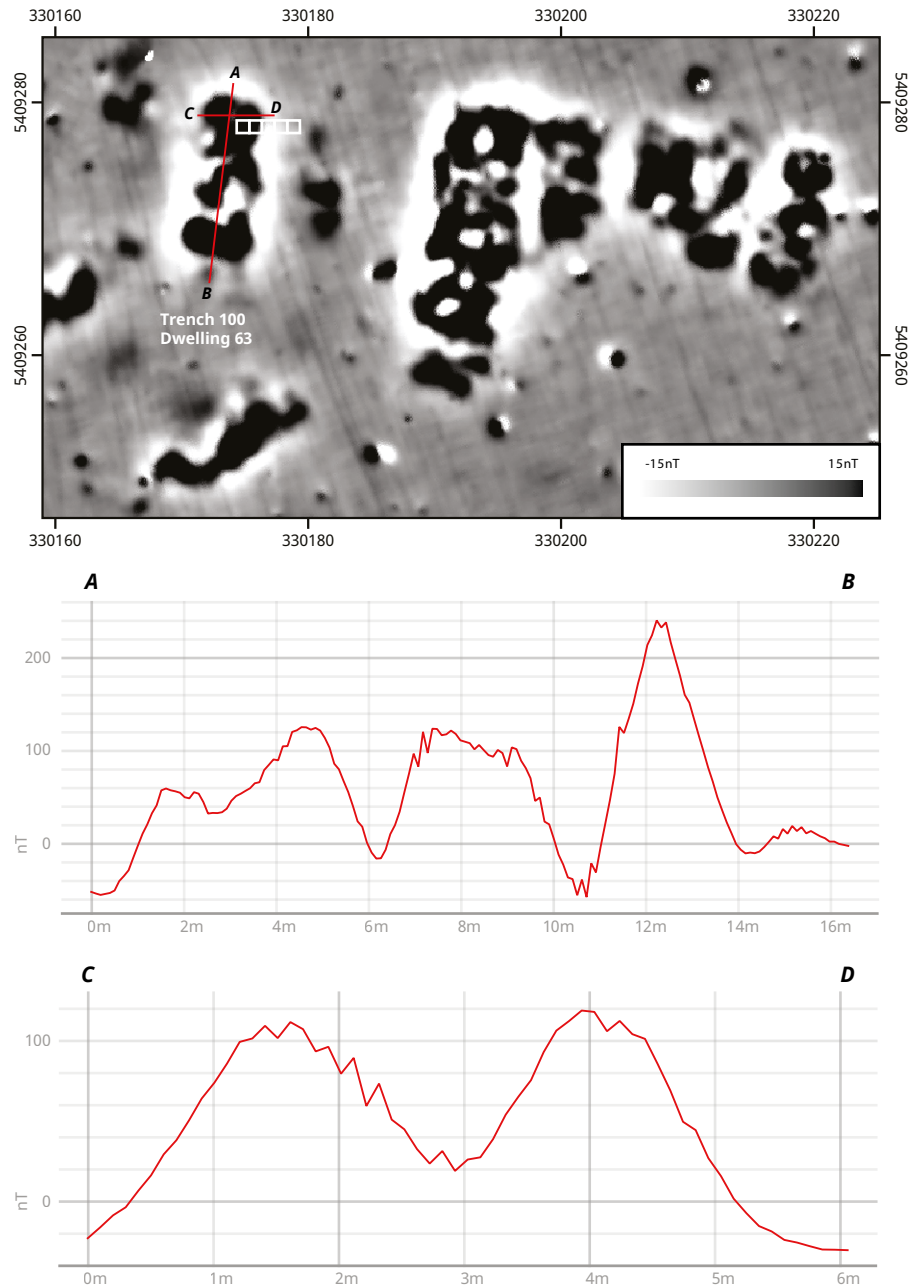 330160 330180 330200 330220
5409280 5409280
A
C D
B
Trench 100
Dwelling 63
5409260 5409260
-15nT 15nT
330160 330180 330200 330220
A B
200
100
0
nT
0m 2m 4m 6m 8m 10m 12m 14m 16m
C D
100
0
nT
0m 1m 2m 3m 4m 5m 6m